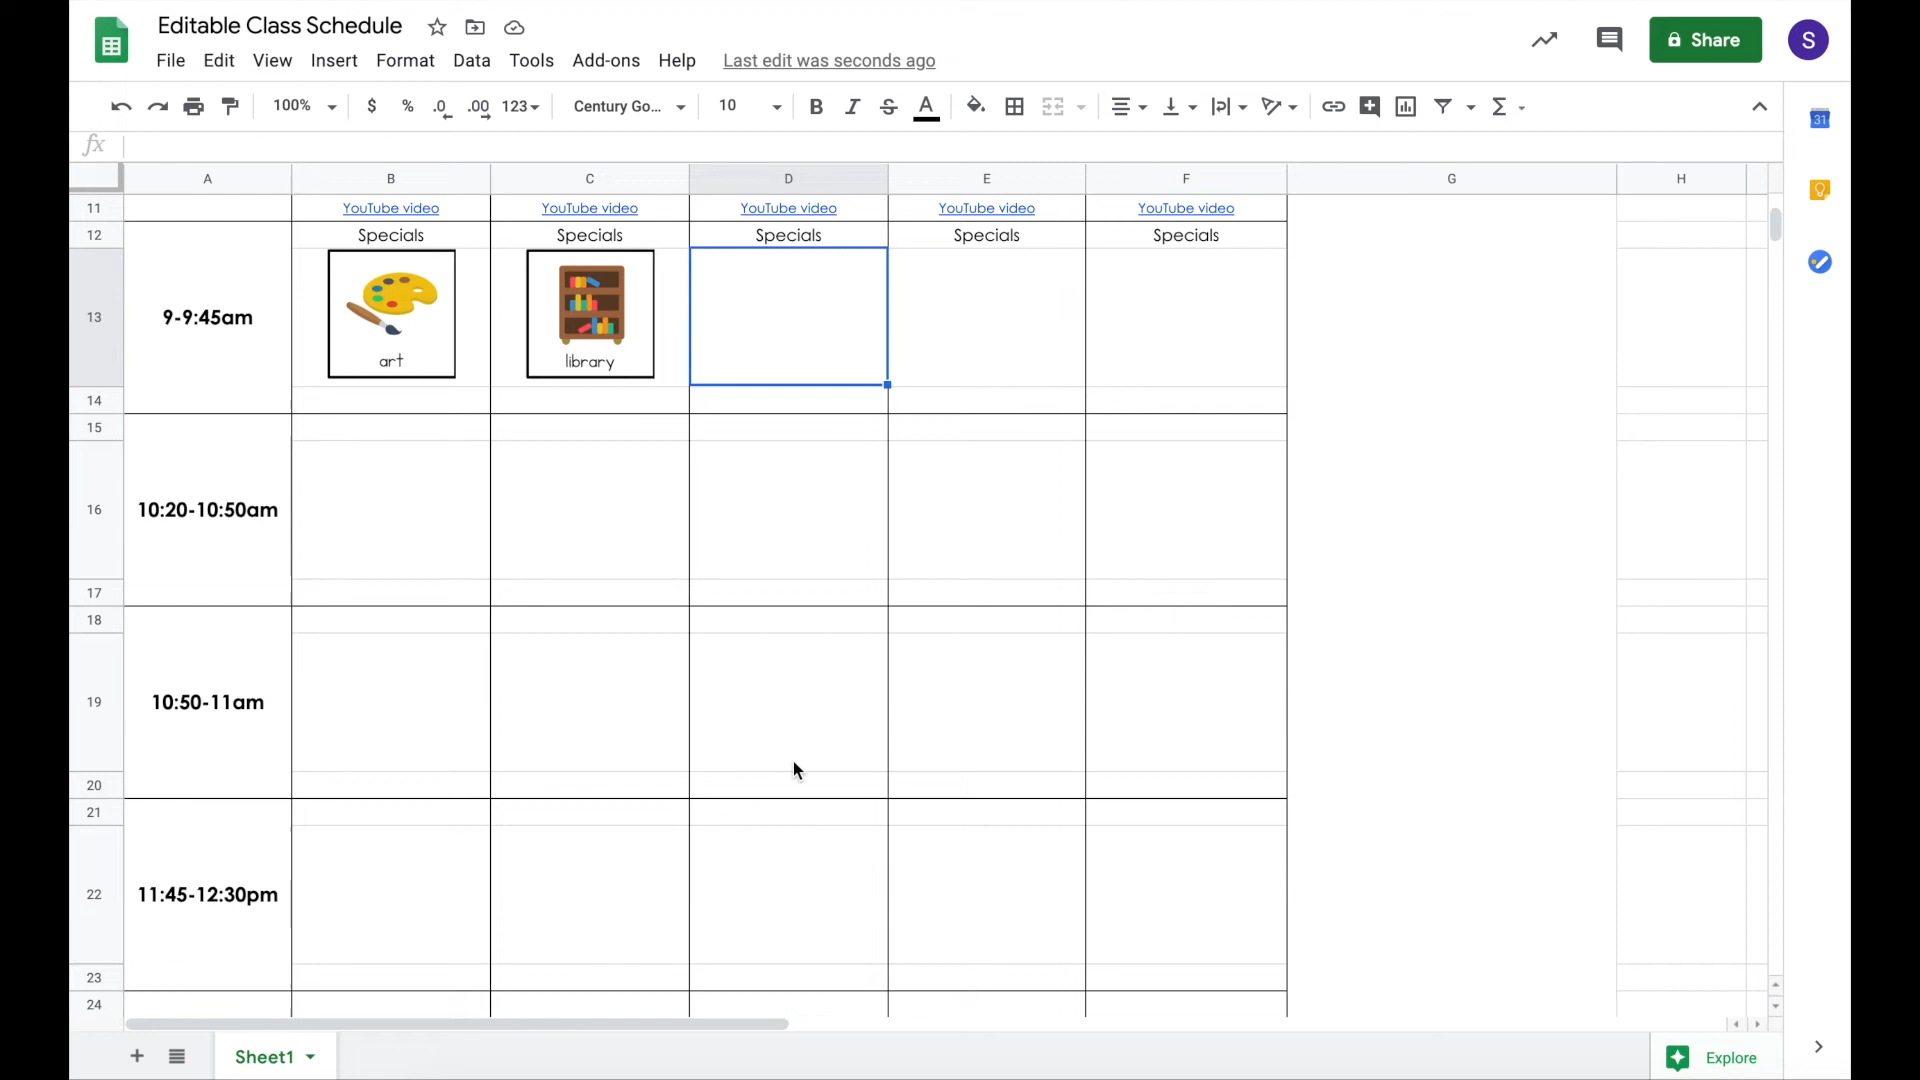 Editable Class Schedule
File Edit View Insert Format Data Tools Add-ons Help Last edit was seconds ago
Share
S
100% $ % .0 .00 123 Century Go... 10 B I S A Σ
31
fx
A B C D E F G H
11 YouTube video YouTube video YouTube video YouTube video YouTube video
12 Specials Specials Specials Specials Specials
13 9-9:45am
art library
14
15
16 10:20-10:50am
17
18
19 10:50-11am
20
21
22 11:45-12:30pm
23
24
Sheet1
Explore